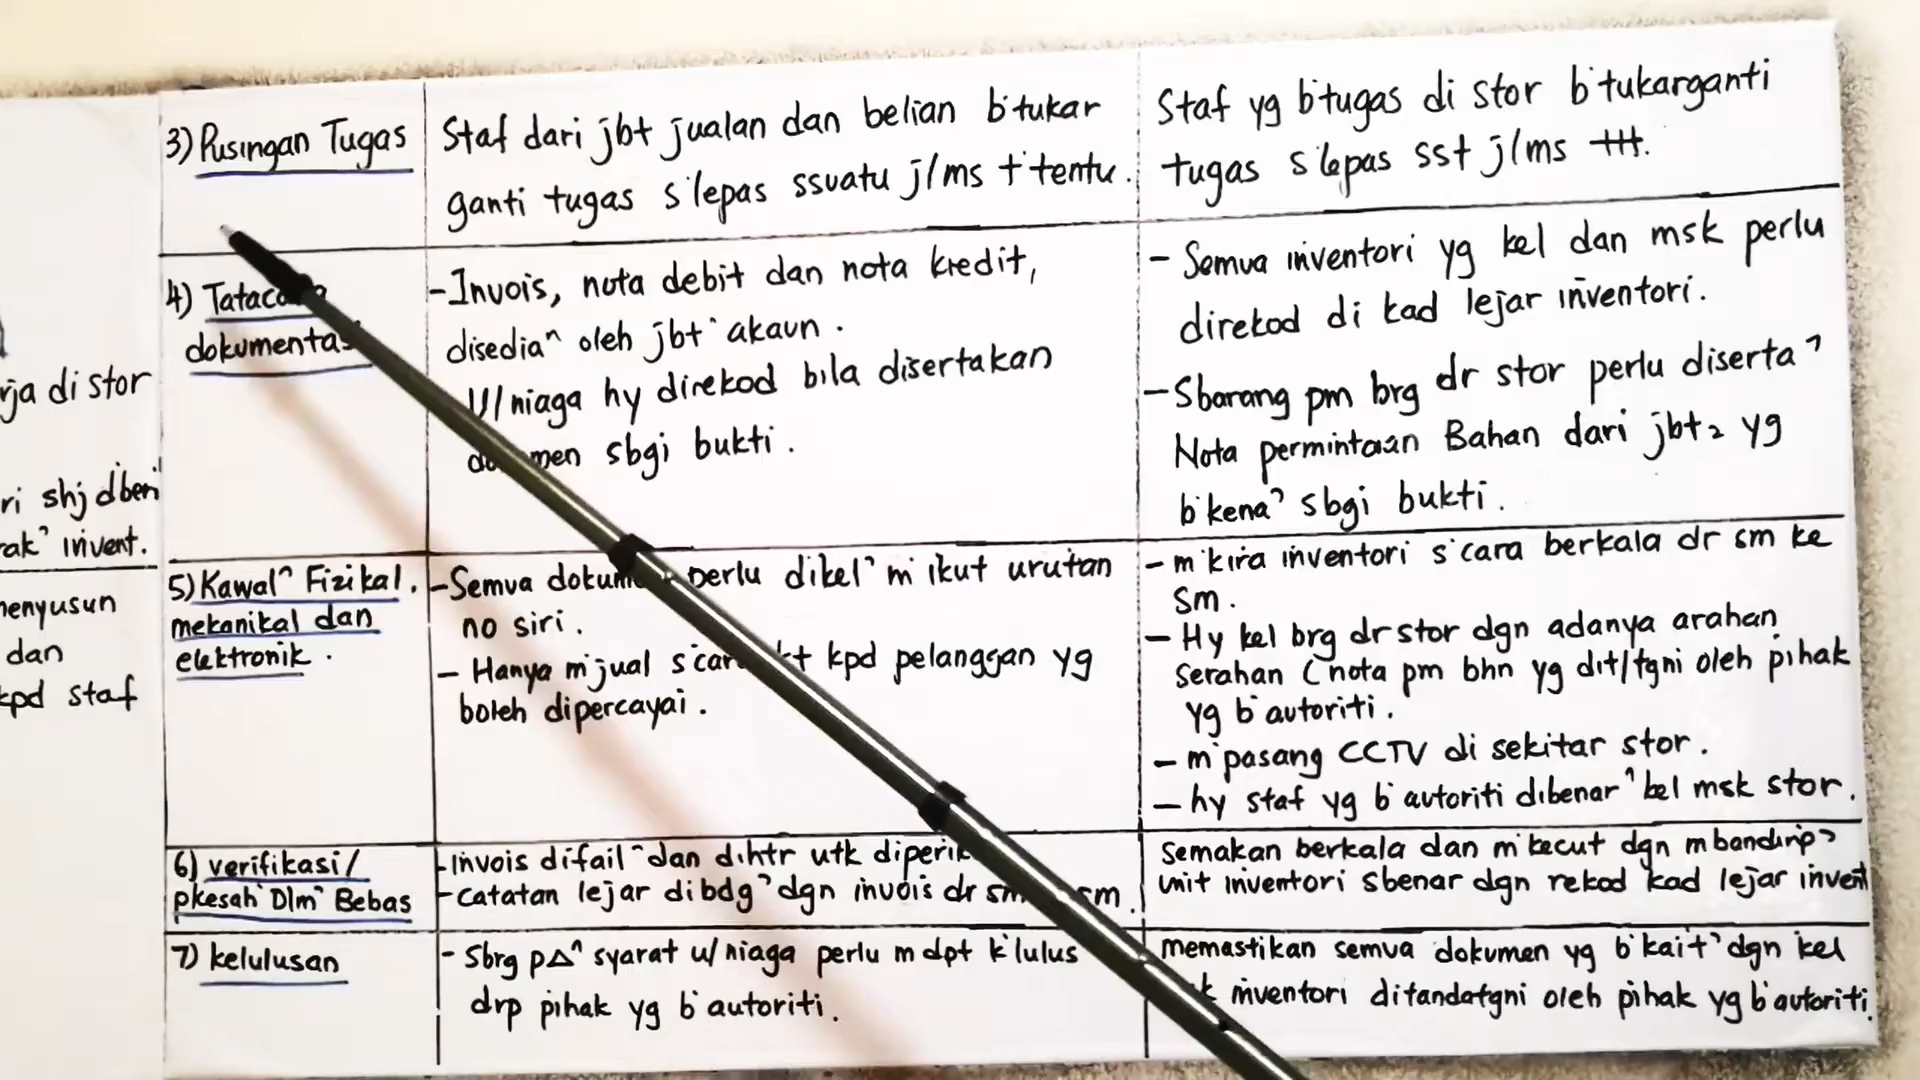 rja di stor
ri shj dberi
rak^ invent.
menyusun
dan
kpd staf
3) Pusingan Tugas
Staf dari jbt jualan dan belian b'tukar
ganti tugas s'lepas ssuatu j/ms t'tentu.
Staf yg b'tugas di stor b'tukarganti
tugas s'lepas sst j/ms ttt.
4)
dokumentasi
-Invois, nota debit dan nota kredit,
disedia^ oleh jbt akaun.
U/niaga hy direkod bila disertakan
sbgi bukti.
- Semua inventori yg kel dan msk perlu
direkod di kad lejar inventori.
- Sbarang pm brg dr stor perlu diserta^
Nota permintaan Bahan dari jbt2 yg
b'kena^ sbgi bukti.
5) Kawal^ Fizikal.
mekanikal dan
elektronik.
-Semua perlu dikel^ m'ikut urutan
no siri.
- Hanya m'jual kpd pelanggan yg
boleh dipercayai.
- m'kira inventori s'cara berkala dr sm ke
sm.
- Hy kel brg dr stor dgn adanya arahan
serahan (nota pm bhn yg dit/tgni oleh pihak
yg b'autoriti.
- m'pasang CCTV di sekitar stor.
- hy staf yg b'autoriti dibenar^ kel msk stor.
6) verifikasi/
pkesah^ Dlm^ Bebas
-Invois difail^ dan dihtr utk
-Catatan lejar dibdg^ dgn invois dr sm.
Semakan berkala dan m'kecut dgn mbanding^
unit inventori sbenar dgn rekod kad lejar invent
7) kelulusan
- Sbrg p∆^ syarat u/niaga perlu mdpt k'lulus
drp pihak yg b'autoriti.
memastikan semua dokumen yg b'kait^ dgn kel
inventori ditandatgni oleh pihak yg b'autoriti.